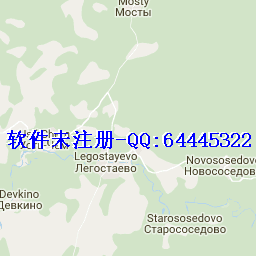 Mosty
Мосты
软件未注册-QQ:64445322
Legostayevo
Легостаево
Novososedovo
Новососедово
Devkino
Девкино
Starososedovo
Старососедово